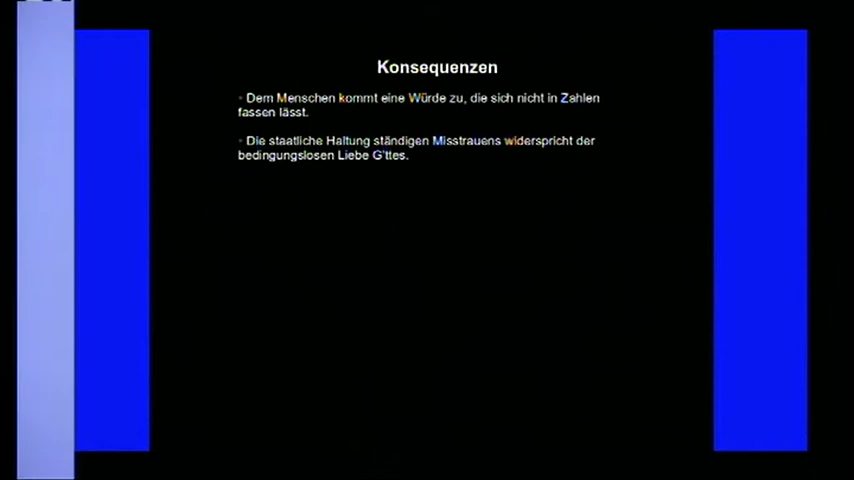 Konsequenzen
• Dem Menschen kommt eine Würde zu, die sich nicht in Zahlen
fassen lässt.
• Die staatliche Haltung ständigen Misstrauens widerspricht der
bedingungslosen Liebe G'ttes.